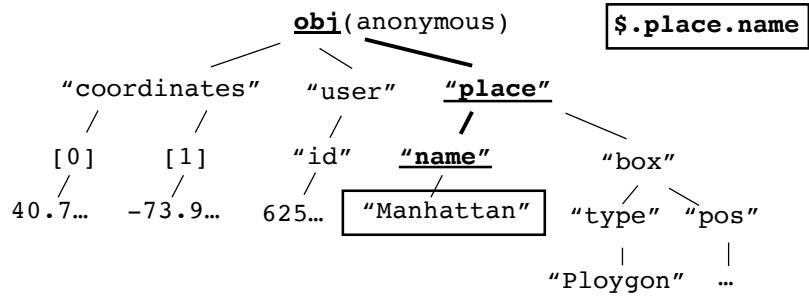 obj(anonymous) $.place.name
“coordinates” “user” “place”
[0] [1] “id” “name” “box”
40.7… -73.9… 625… “Manhattan” “type” “pos”
“Ploygon” …